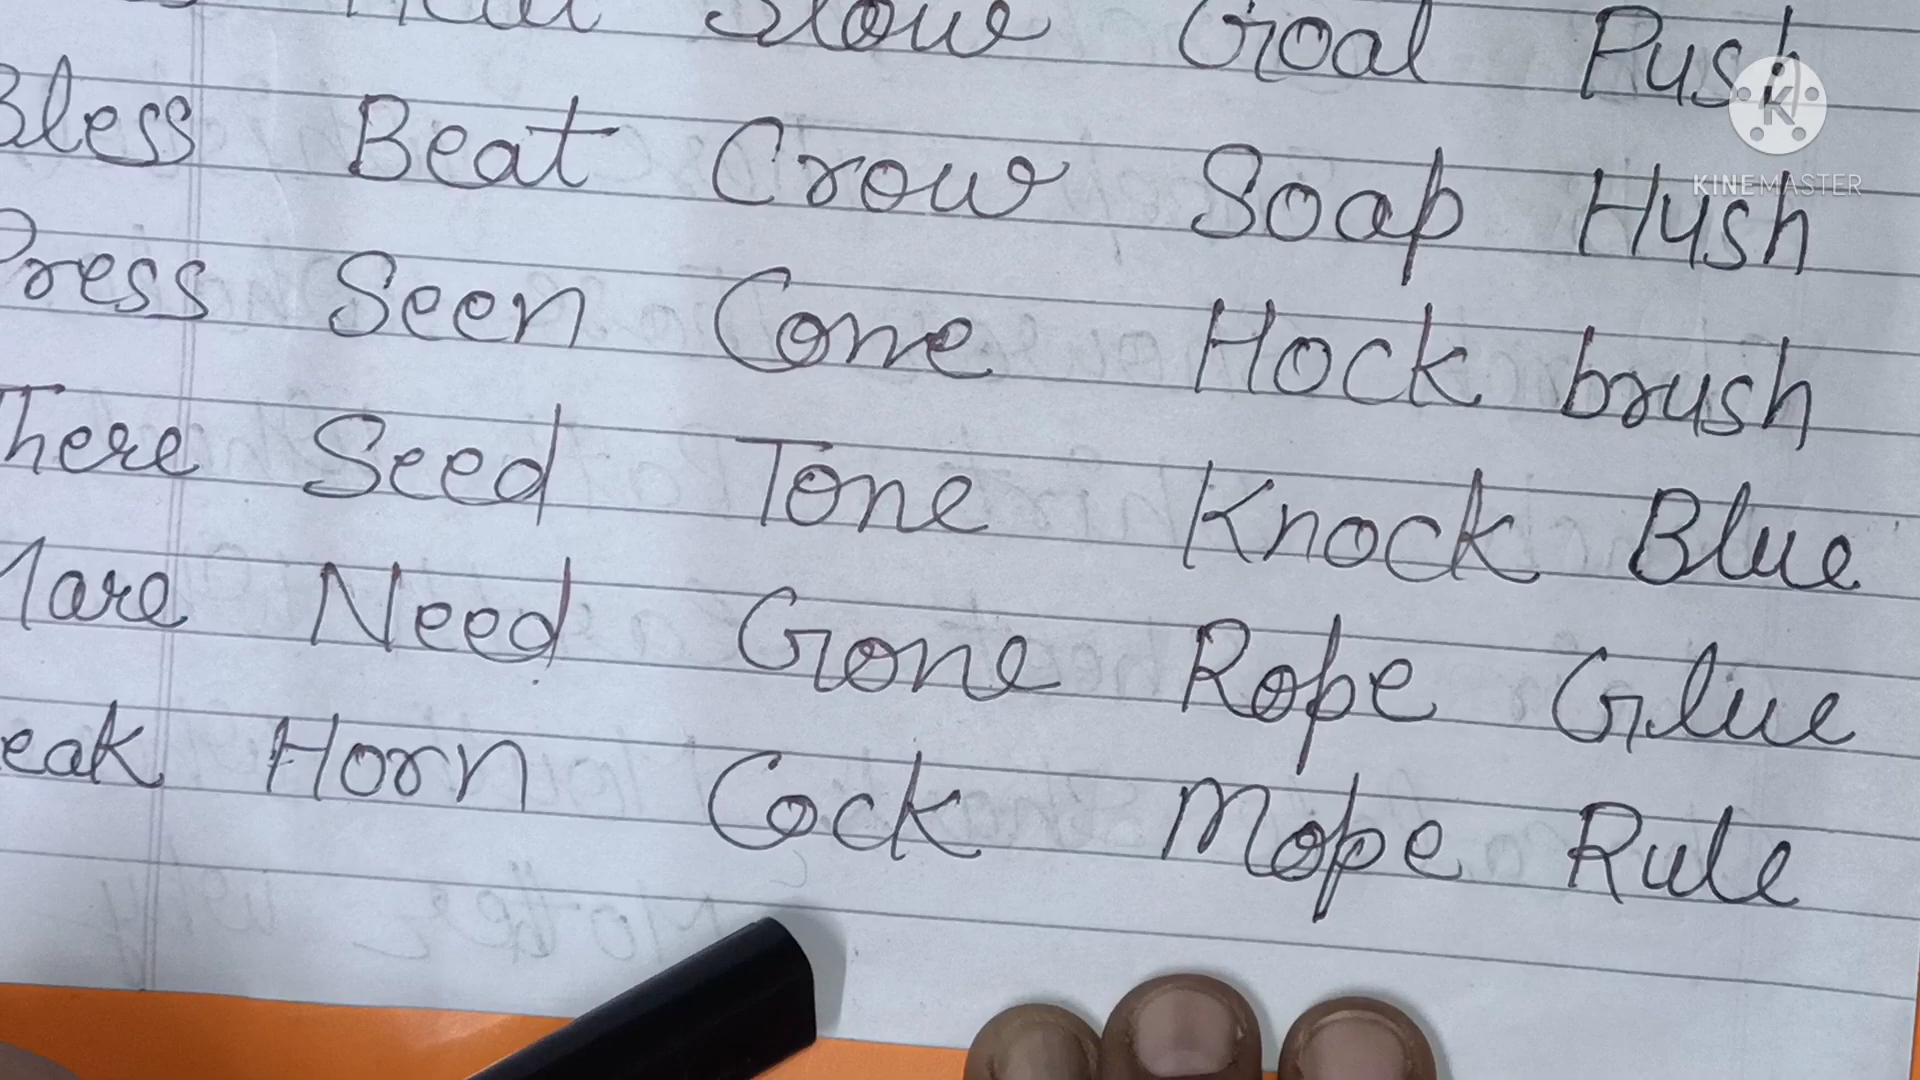 Slow Goal Push
Bless Beat Crow Soap Hush
Press Seen Cone Hock brush
There Seed Tone Knock Blue
Mare Need Gone Rope Glue
eak Horn Cock Mope Rule
KINEMASTER